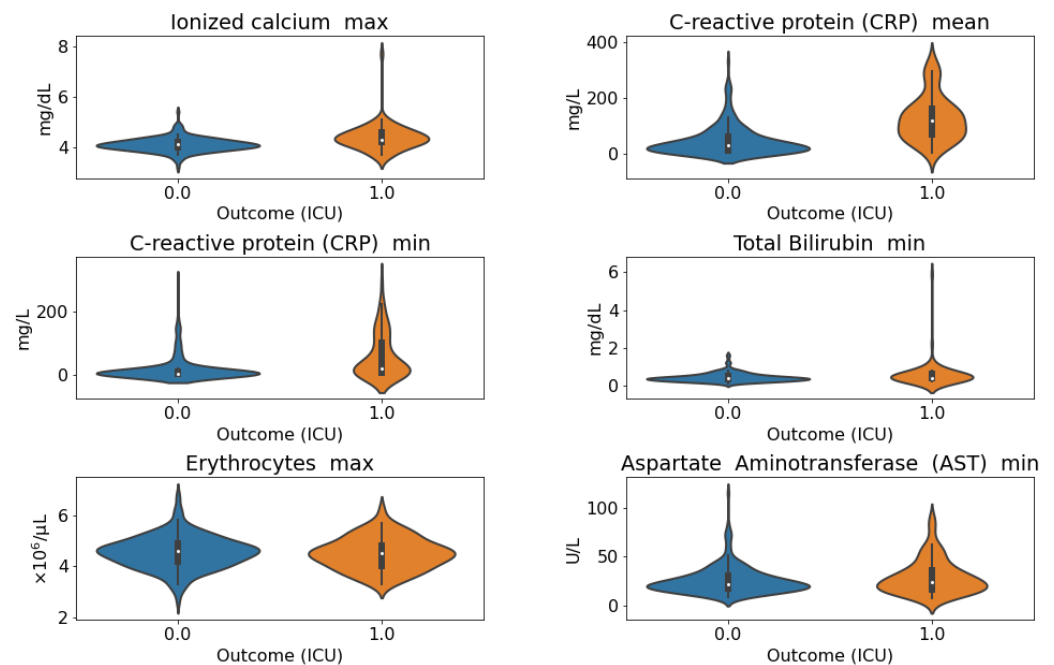 Ionized calcium  max
mg/dL
8
6
4
0.0
1.0
Outcome (ICU)
C-reactive protein (CRP)  mean
mg/L
400
200
0
0.0
1.0
Outcome (ICU)
C-reactive protein (CRP)  min
mg/L
200
0
0.0
1.0
Outcome (ICU)
Total Bilirubin  min
mg/dL
6
4
2
0
0.0
1.0
Outcome (ICU)
Erythrocytes  max
×10⁶/µL
6
4
2
0.0
1.0
Outcome (ICU)
Aspartate  Aminotransferase  (AST)  min
U/L
100
50
0
0.0
1.0
Outcome (ICU)